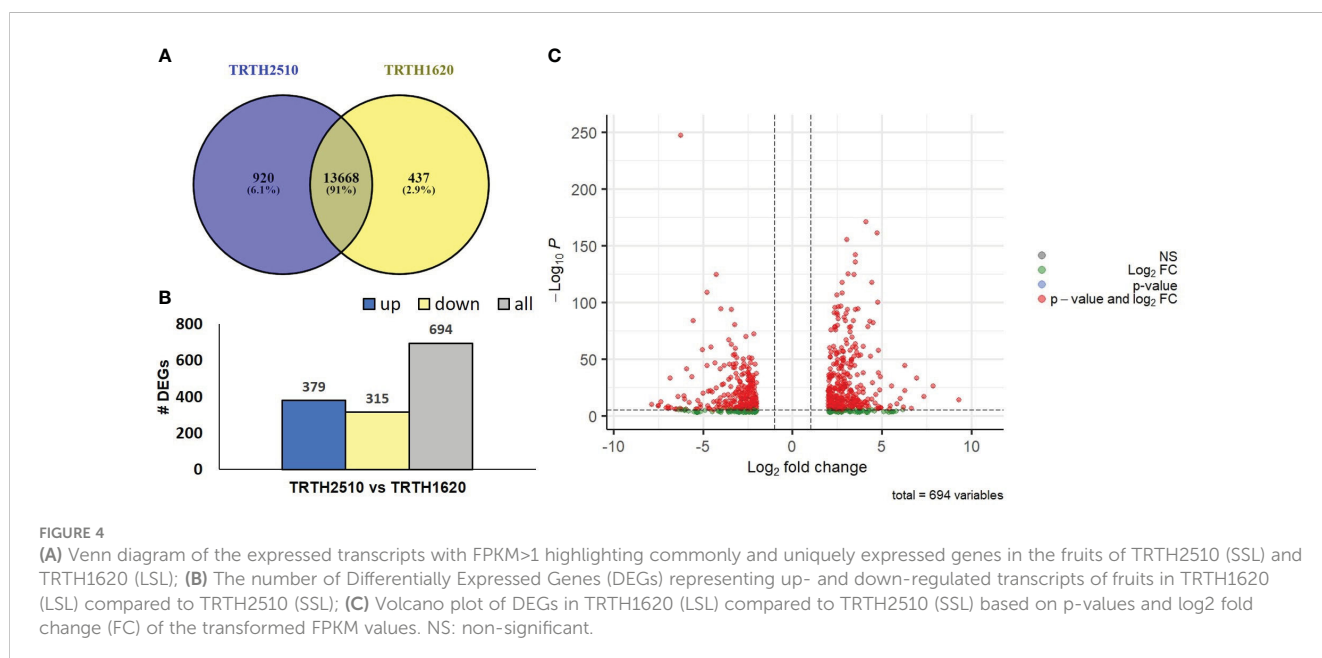 A
TRTH2510
TRTH1620
920
(6.1%)
13668
(91%)
437
(2.9%)
B
up down all
# DEGs
800
600
400
200
0
379
315
694
TRTH2510 vs TRTH1620
C
−Log10 P
250
200
150
100
50
0
-10
-5
0
5
10
Log2 fold change
total = 694 variables
NS
Log2 FC
p-value
p − value and log2 FC
FIGURE 4
(A) Venn diagram of the expressed transcripts with FPKM>1 highlighting commonly and uniquely expressed genes in the fruits of TRTH2510 (SSL) and
TRTH1620 (LSL); (B) The number of Differentially Expressed Genes (DEGs) representing up- and down-regulated transcripts of fruits in TRTH1620
(LSL) compared to TRTH2510 (SSL); (C) Volcano plot of DEGs in TRTH1620 (LSL) compared to TRTH2510 (SSL) based on p-values and log2 fold
change (FC) of the transformed FPKM values. NS: non-significant.